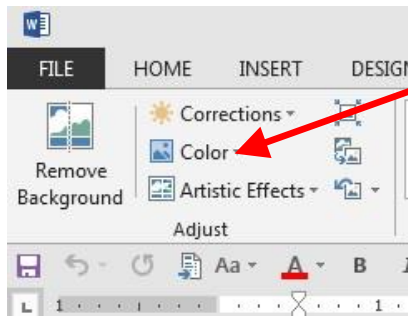 W
FILE HOME INSERT DESIGN
Corrections
Color
Remove
Background
Artistic Effects
Adjust
Aa A B I
L 1 1